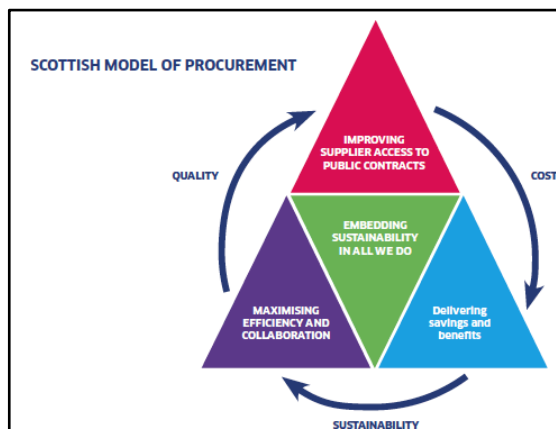 SCOTTISH MODEL OF PROCUREMENT
IMPROVING
SUPPLIER ACCESS TO
PUBLIC CONTRACTS
QUALITY
COST
EMBEDDING
SUSTAINABILITY
IN ALL WE DO
MAXIMISING
EFFICIENCY AND
COLLABORATION
Delivering
savings and
benefits
SUSTAINABILITY